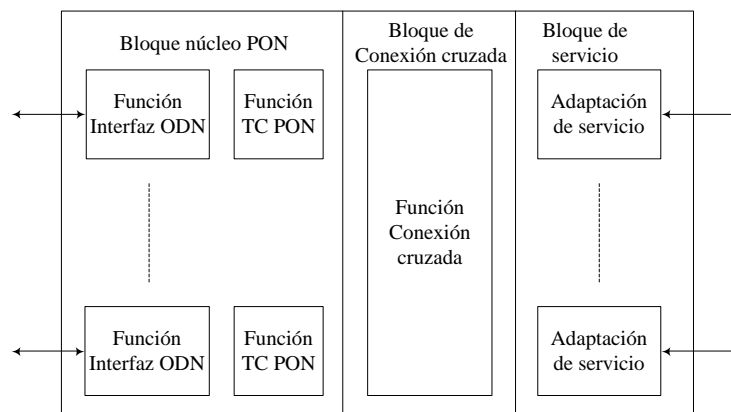 Bloque núcleo PON
Bloque de
Conexión cruzada
Bloque de
servicio
Función
Interfaz ODN
Función
TC PON
Función
Conexión
cruzada
Adaptación
de servicio
Función
Interfaz ODN
Función
TC PON
Adaptación
de servicio